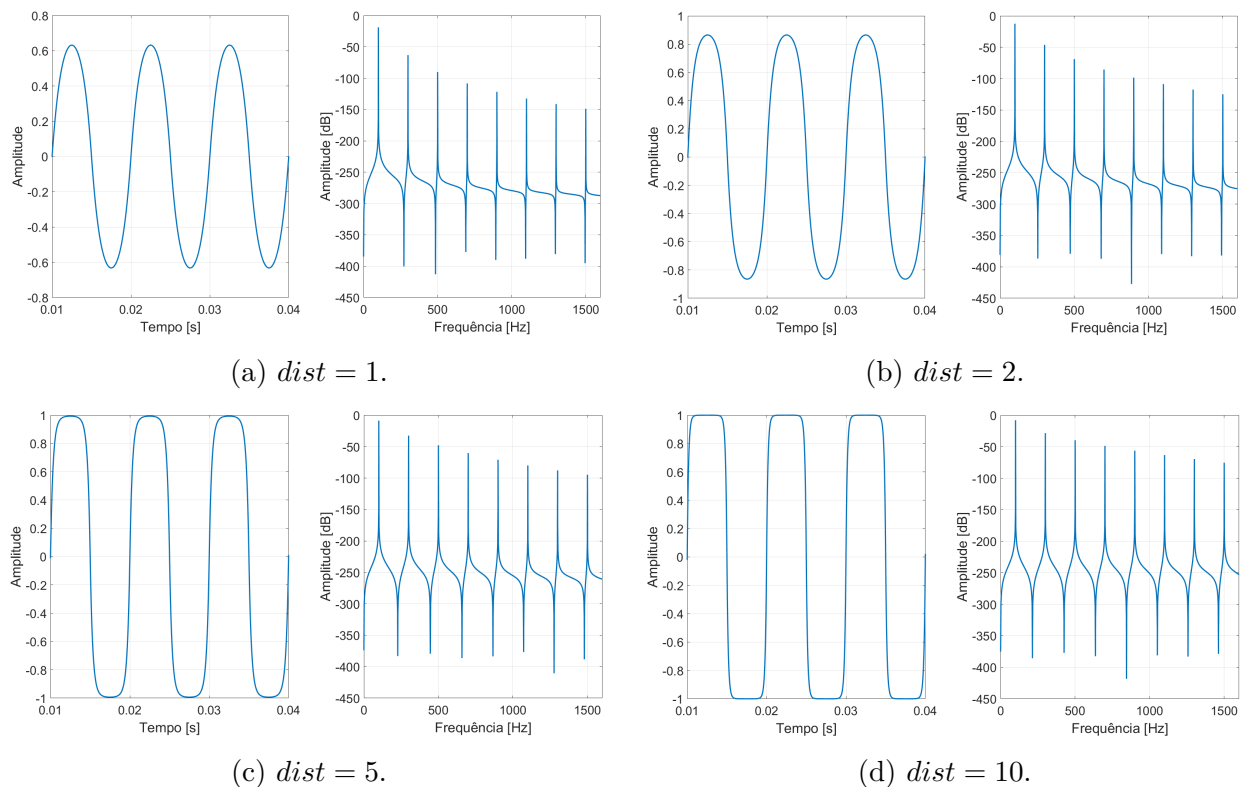 0.8
0.6
0.4
0.2
0
-0.2
-0.4
-0.6
-0.8
Amplitude
0.01 0.02 0.03 0.04
Tempo [s]
0
-50
-100
-150
-200
-250
-300
-350
-400
-450
Amplitude [dB]
0 500 1000 1500
Frequência [Hz]
(a) dist = 1.
1
0.8
0.6
0.4
0.2
0
-0.2
-0.4
-0.6
-0.8
-1
Amplitude
0.01 0.02 0.03 0.04
Tempo [s]
0
-50
-100
-150
-200
-250
-300
-350
-400
-450
Amplitude [dB]
0 500 1000 1500
Frequência [Hz]
(b) dist = 2.
1
0.8
0.6
0.4
0.2
0
-0.2
-0.4
-0.6
-0.8
-1
Amplitude
0.01 0.02 0.03 0.04
Tempo [s]
0
-50
-100
-150
-200
-250
-300
-350
-400
-450
Amplitude [dB]
0 500 1000 1500
Frequência [Hz]
(c) dist = 5.
1
0.8
0.6
0.4
0.2
0
-0.2
-0.4
-0.6
-0.8
-1
Amplitude
0.01 0.02 0.03 0.04
Tempo [s]
0
-50
-100
-150
-200
-250
-300
-350
-400
-450
Amplitude [dB]
0 500 1000 1500
Frequência [Hz]
(d) dist = 10.